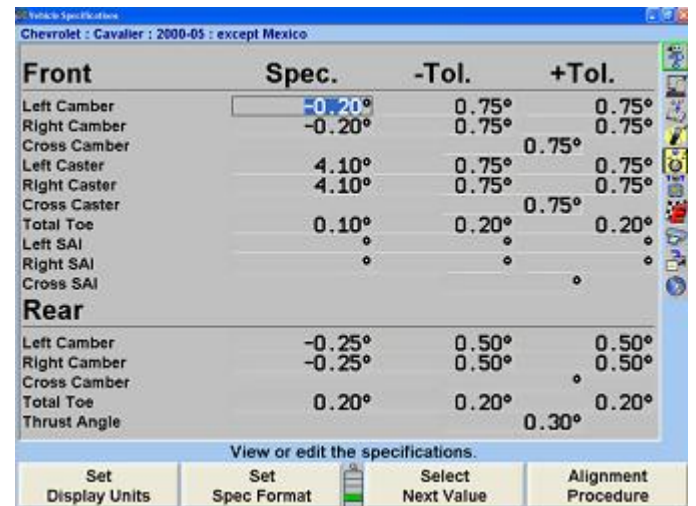 Vehicle Specifications
Chevrolet : Cavalier : 2000-05 : except Mexico
Front Spec. -Tol. +Tol.
Left Camber -0.20° 0.75° 0.75°
Right Camber -0.20° 0.75° 0.75°
Cross Camber 0.75°
Left Caster 4.10° 0.75° 0.75°
Right Caster 4.10° 0.75° 0.75°
Cross Caster 0.75°
Total Toe 0.10° 0.20° 0.20°
Left SAI ° ° °
Right SAI ° ° °
Cross SAI °
Rear
Left Camber -0.25° 0.50° 0.50°
Right Camber -0.25° 0.50° 0.50°
Cross Camber °
Total Toe 0.20° 0.20° 0.20°
Thrust Angle 0.30°
View or edit the specifications.
Set Display Units
Set Spec Format
Select Next Value
Alignment Procedure